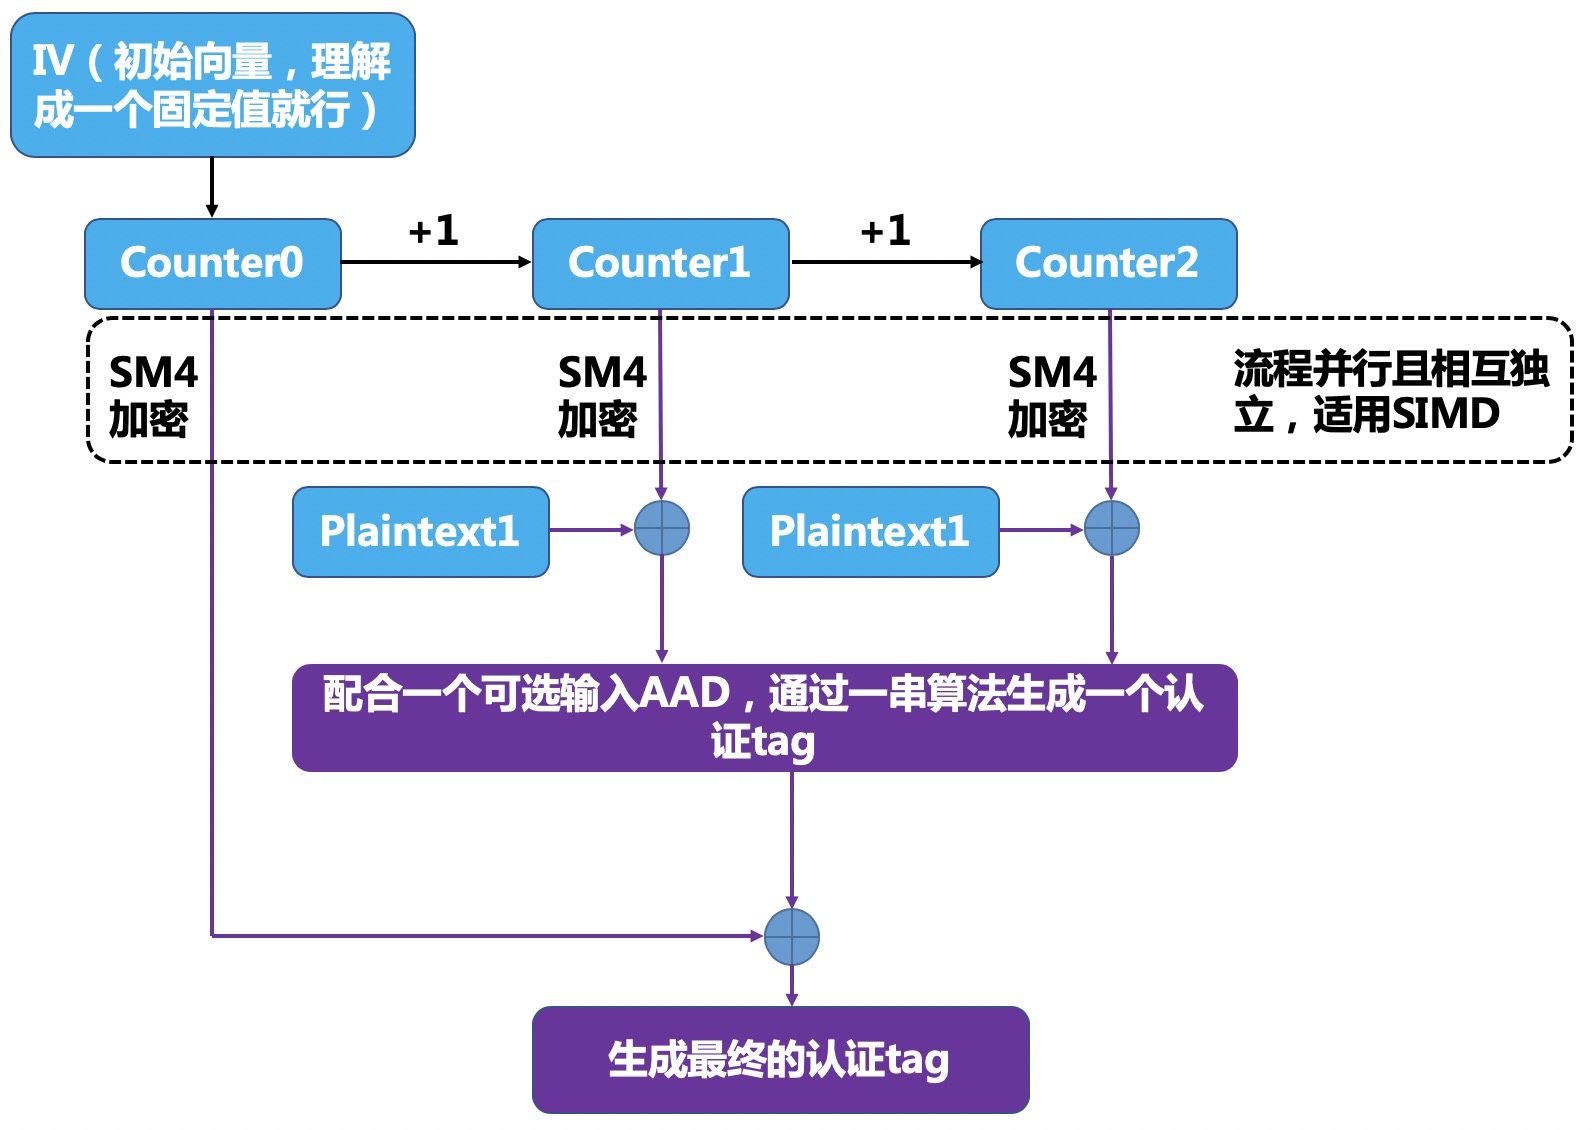 IV（初始向量，理解
成一个固定值就行）
Counter0
+1
Counter1
+1
Counter2
SM4
加密
SM4
加密
SM4
加密
流程并行且相互独
立，适用SIMD
Plaintext1
Plaintext1
配合一个可选输入AAD，通过一串算法生成一个认
证tag
生成最终的认证tag